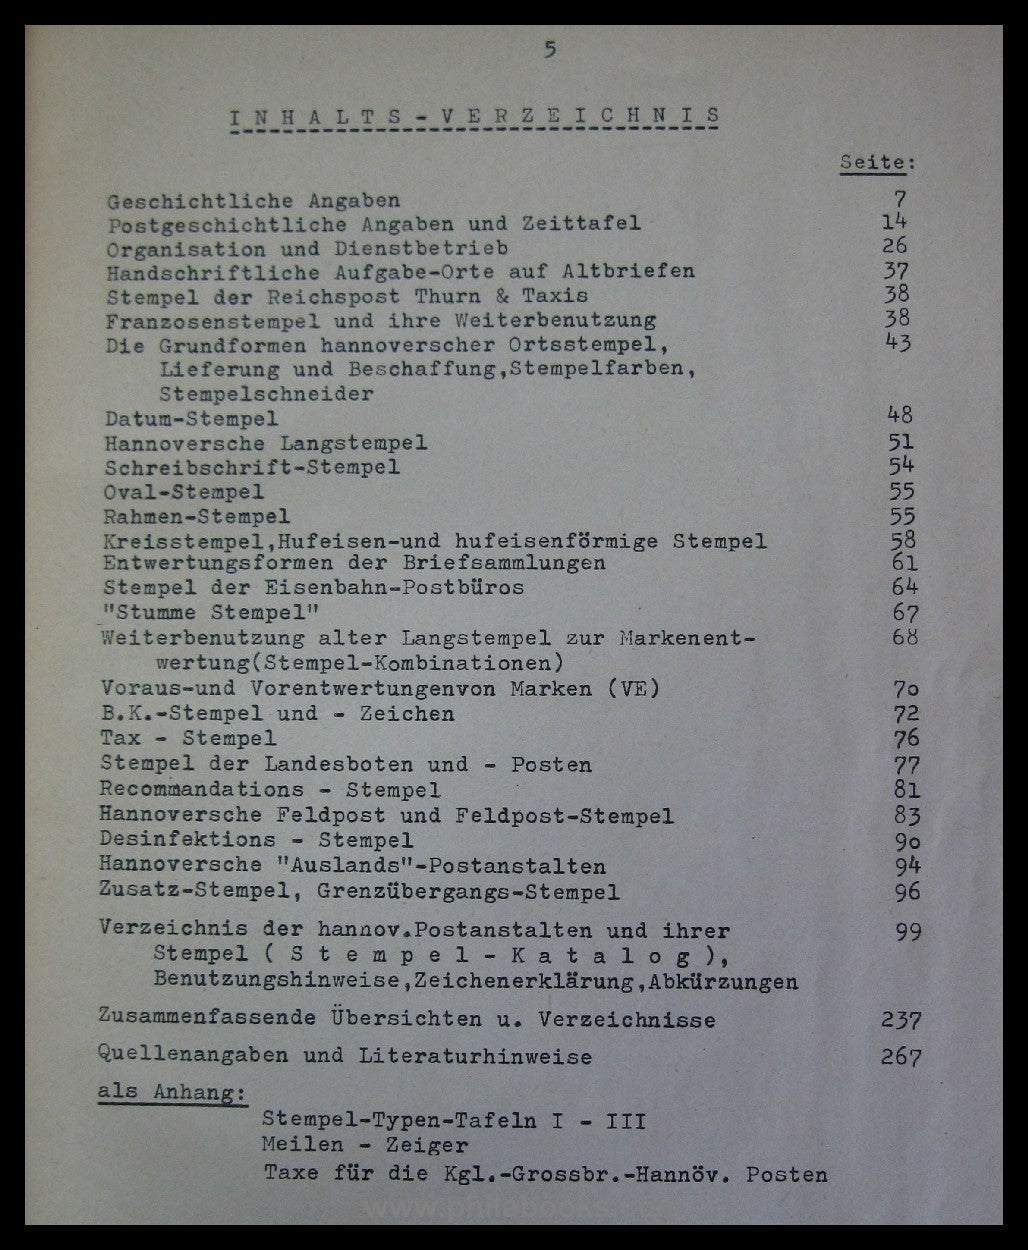 5
INHALTS-VERZEICHNIS
Seite:
Geschichtliche Angaben 7
Postgeschichtliche Angaben und Zeittafel 14
Organisation und Dienstbetrieb 26
Handschriftliche Aufgabe-Orte auf Altbriefen 37
Stempel der Reichspost Thurn & Taxis 38
Franzosenstempel und ihre Weiterbenutzung 38
Die Grundformen hannoverscher Ortsstempel, 43
Lieferung und Beschaffung,Stempelfarben,
Stempelschneider
Datum-Stempel 48
Hannoversche Langstempel 51
Schreibschrift-Stempel 54
Oval-Stempel 55
Rahmen-Stempel 55
Kreisstempel,Hufeisen-und hufeisenförmige Stempel 58
Entwertungsformen der Briefsammlungen 61
Stempel der Eisenbahn-Postbüros 64
"Stumme Stempel" 67
Weiterbenutzung alter Langstempel zur Markenent- 68
wertung(Stempel-Kombinationen)
Voraus-und Vorentwertungenvon Marken (VE) 7o
B.K.-Stempel und - Zeichen 72
Tax - Stempel 76
Stempel der Landesboten und - Posten 77
Recommandations - Stempel 81
Hannoversche Feldpost und Feldpost-Stempel 83
Desinfektions - Stempel 9o
Hannoversche "Auslands"-Postanstalten 94
Zusatz-Stempel, Grenzübergangs-Stempel 96
Verzeichnis der hannov.Postanstalten und ihrer 99
Stempel ( S t e m p e l - K a t a l o g ),
Benutzungshinweise,Zeichenerklärung,Abkürzungen
Zusammenfassende Übersichten u. Verzeichnisse 237
Quellenangaben und Literaturhinweise 267
als Anhang:
Stempel-Typen-Tafeln I - III
Meilen - Zeiger
Taxe für die Kgl.-Grossbr.-Hannöv. Posten